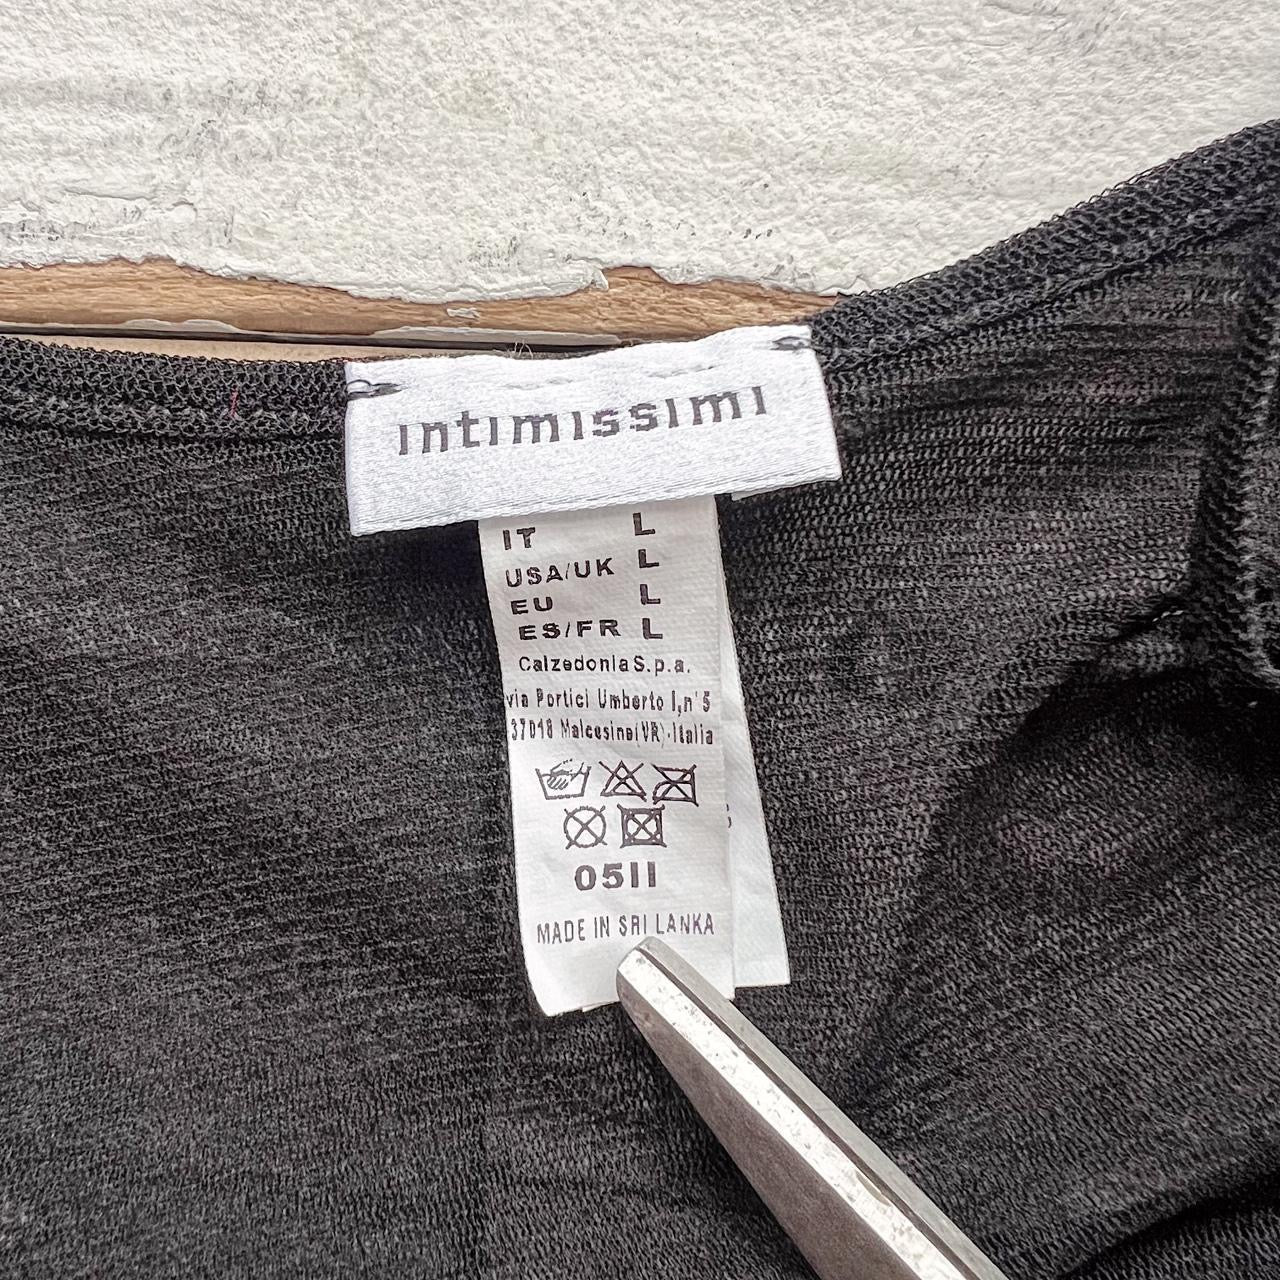 intimissimi
IT L
USA/UK L
EU L
ES/FR L
Calzedonia S.p.a.
via Portici Umberto I,n°5
37018 Malcesine(VR)-Italia
0511
MADE IN SRI LANKA